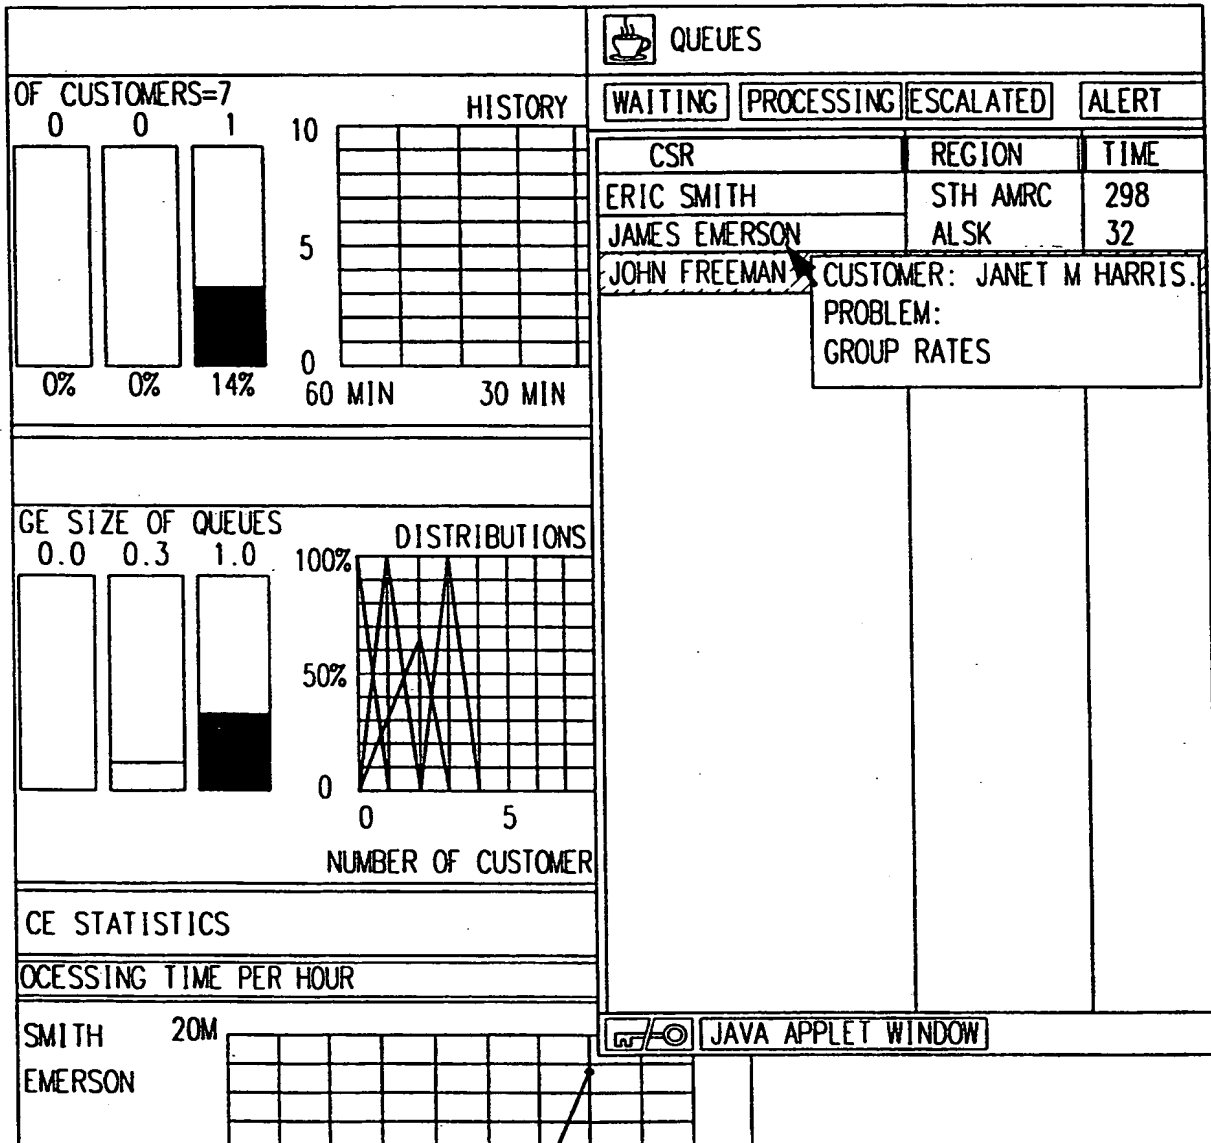 OF CUSTOMERS=7
0 0 1
HISTORY
10
5
0
0% 0% 14%
60 MIN 30 MIN
GE SIZE OF QUEUES
0.0 0.3 1.0
DISTRIBUTIONS
100%
50%
0
0 5
NUMBER OF CUSTOMER
CE STATISTICS
OCESSING TIME PER HOUR
SMITH 20M
EMERSON
QUEUES
WAITING PROCESSING ESCALATED ALERT
CSR REGION TIME
ERIC SMITH STH AMRC 298
JAMES EMERSON ALSK 32
JOHN FREEMAN
CUSTOMER: JANET M HARRIS.
PROBLEM:
GROUP RATES
JAVA APPLET WINDOW